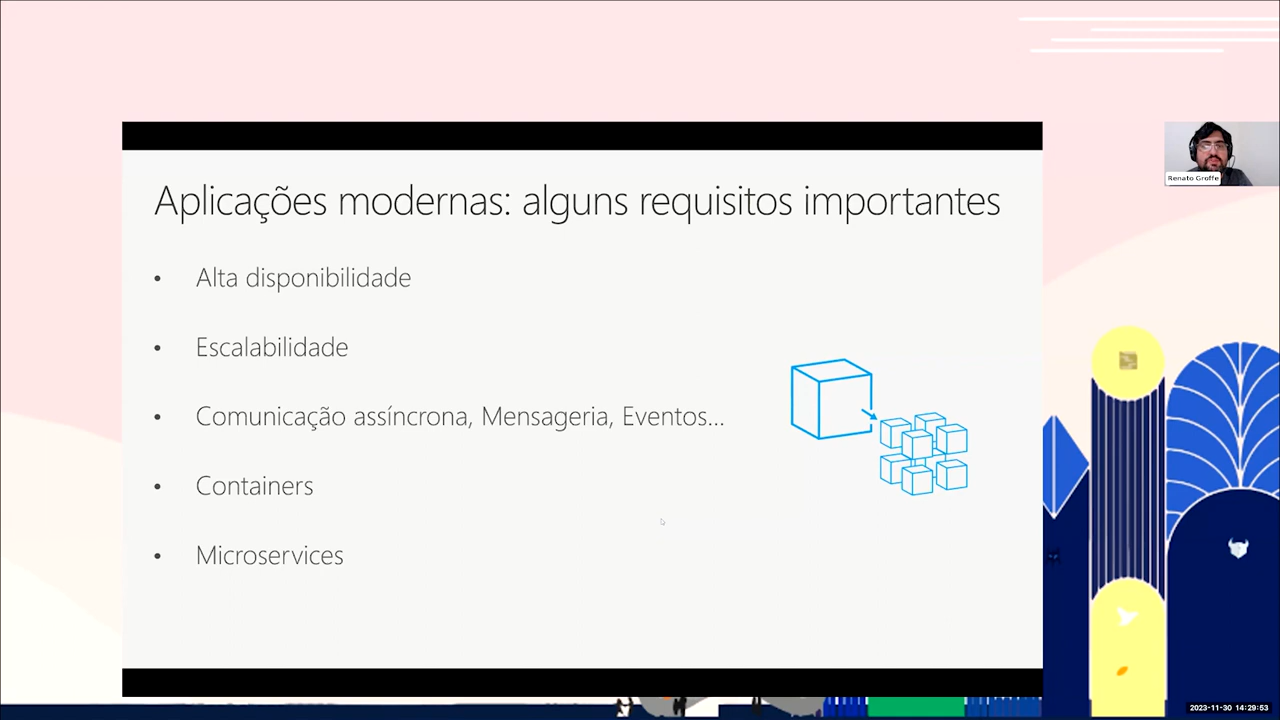 Aplicações modernas: alguns requisitos importantes
• Alta disponibilidade
• Escalabilidade
• Comunicação assíncrona, Mensageria, Eventos...
• Containers
• Microservices
Renato Groffe
2023-11-30 14:29:53